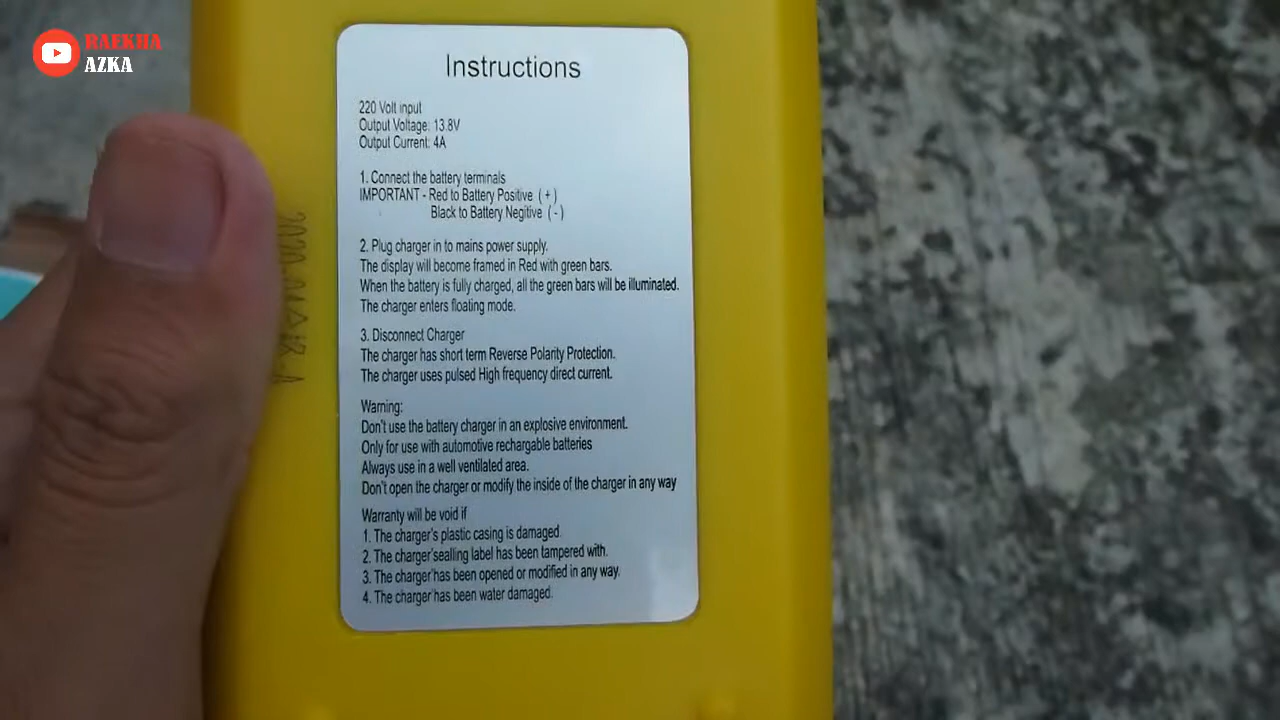 RAEKHA
AZKA
Instructions
220 Volt input
Output Voltage: 13.8V
Output Current: 4A
1. Connect the battery terminals
IMPORTANT - Red to Battery Positive ( + )
Black to Battery Negitive ( - )
2. Plug charger in to mains power supply.
The display will become framed in Red with green bars.
When the battery is fully charged, all the green bars will be illuminated.
The charger enters floating mode.
3. Disconnect Charger
The charger has short term Reverse Polarity Protection.
The charger uses pulsed High frequency direct current.
Warning:
Don't use the battery charger in an explosive environment.
Only for use with automotive rechargable batteries
Always use in a well ventilated area.
Don't open the charger or modify the inside of the charger in any way
Warranty will be void if
1. The charger's plastic casing is damaged.
2. The charger'sealling label has been tampered with.
3. The charger'has been opened or modified in any way.
4. The charger'has been water damaged.